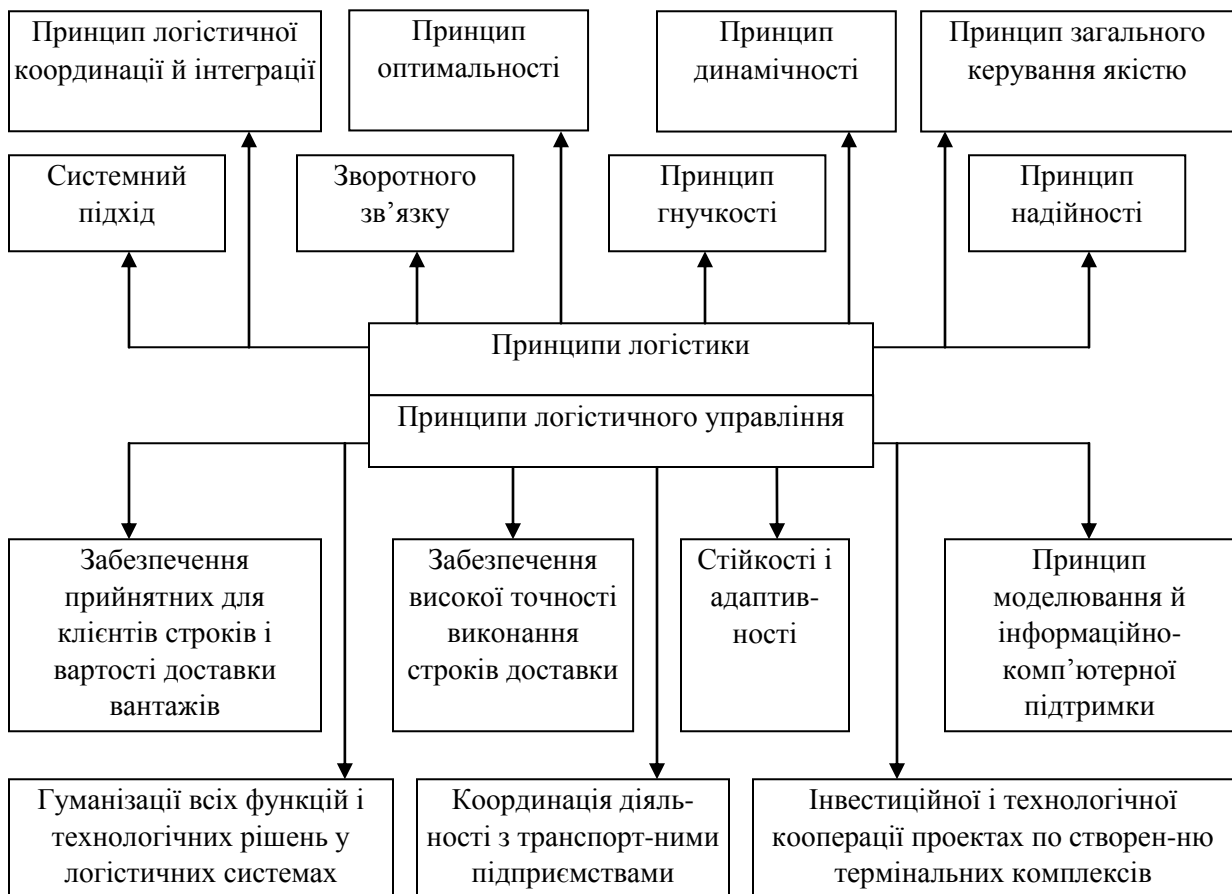 Принцип логістичної
координації й інтеграції
Принцип
оптимальності
Принцип
динамічності
Принцип загального
керування якістю
Системний
підхід
Зворотного
зв’язку
Принцип
гнучкості
Принцип
надійності
Принципи логістики
Принципи логістичного управління
Забезпечення
прийнятних для
клієнтів строків і
вартості доставки
вантажів
Забезпечення
високої точності
виконання
строків доставки
Стійкості і
адаптив-
ності
Принцип
моделювання й
інформаційно-
комп’ютерної
підтримки
Гуманізації всіх функцій і
технологічних рішень у
логістичних системах
Координація діяль-
ності з транспорт-ними
підприємствами
Інвестиційної і технологічної
кооперації проектах по створен-ню
термінальних комплексів